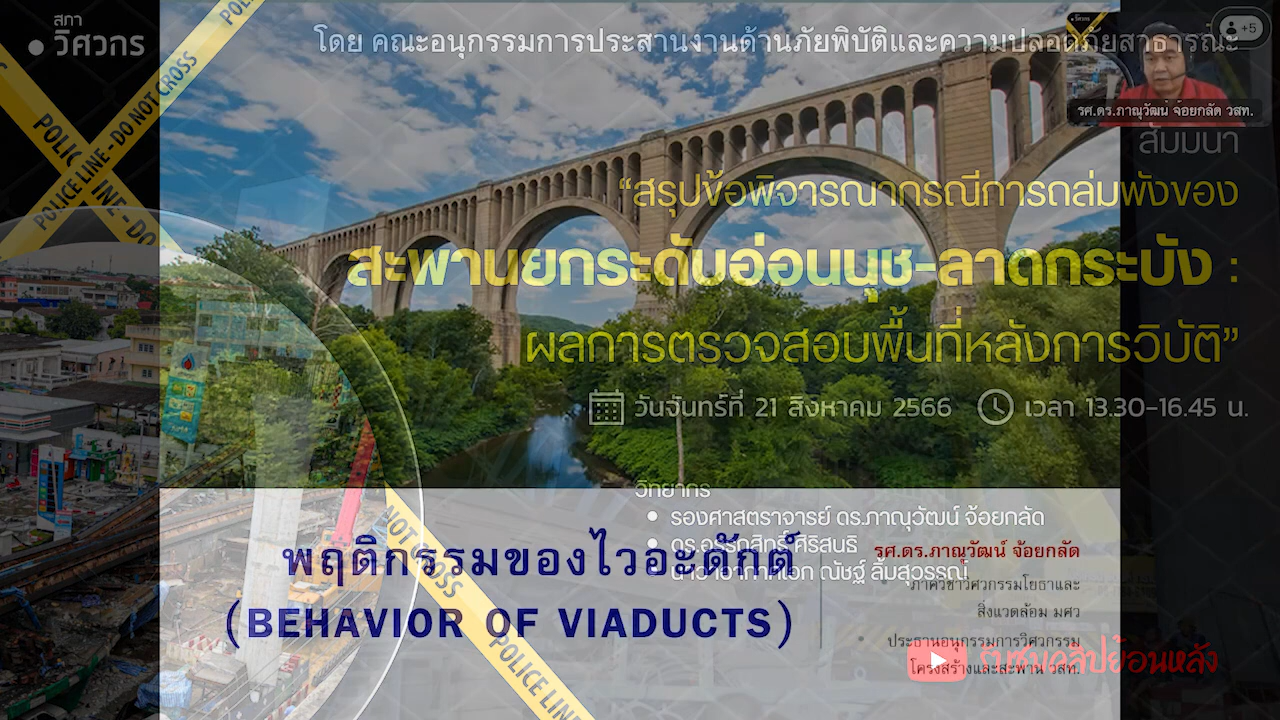 สภา
วิศวกร
โดย คณะอนุกรรมการประสานงานด้านภัยพิบัติและความปลอดภัยสาธารณะ
+5
รศ.ดร.ภาณุวัฒน์ จ้อยกลัด วสท.
สัมมนา
“สรุปข้อพิจารณากรณีการถล่มพังของ
สะพานยกระดับอ่อนนุช-ลาดกระบัง :
ผลการตรวจสอบพื้นที่หลังการวิบัติ”
วันจันทร์ที่ 21 สิงหาคม 2566 เวลา 13.30-16.45 น.
POLICE LINE - DO NOT CROSS
วิทยากร
• รองศาสตราจารย์ ดร.ภาณุวัฒน์ จ้อยกลัด
• ดร.อรรถสิทธิ์ ศิริสนธิ
• นาวาอากาศเอก ณัชฐ์ ลิ้มสุวรรณ
พฤติกรรมของไวอะดักต์
(BEHAVIOR OF VIADUCTS)
รศ.ดร.ภาณุวัฒน์ จ้อยกลัด
ภาควิชาวิศวกรรมโยธาและ
สิ่งแวดล้อม มศว
• ประธานอนุกรรมการวิศวกรรม
โครงสร้างและสะพาน วสท.
รับชมคลิปย้อนหลัง
NOT CROSS
POLICE LINE